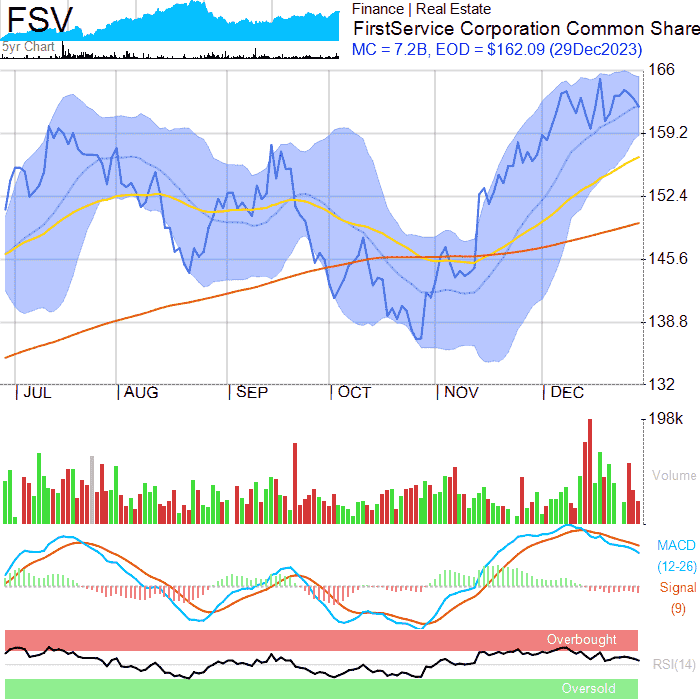 FSV
5yr Chart
Finance | Real Estate
FirstService Corporation Common Share
MC = 7.2B, EOD = $162.09 (29Dec2023)
166
159.2
152.4
145.6
138.8
132
JUL AUG SEP OCT NOV DEC
198k
Volume
MACD
(12-26)
Signal
(9)
Overbought
RSI(14)
Oversold